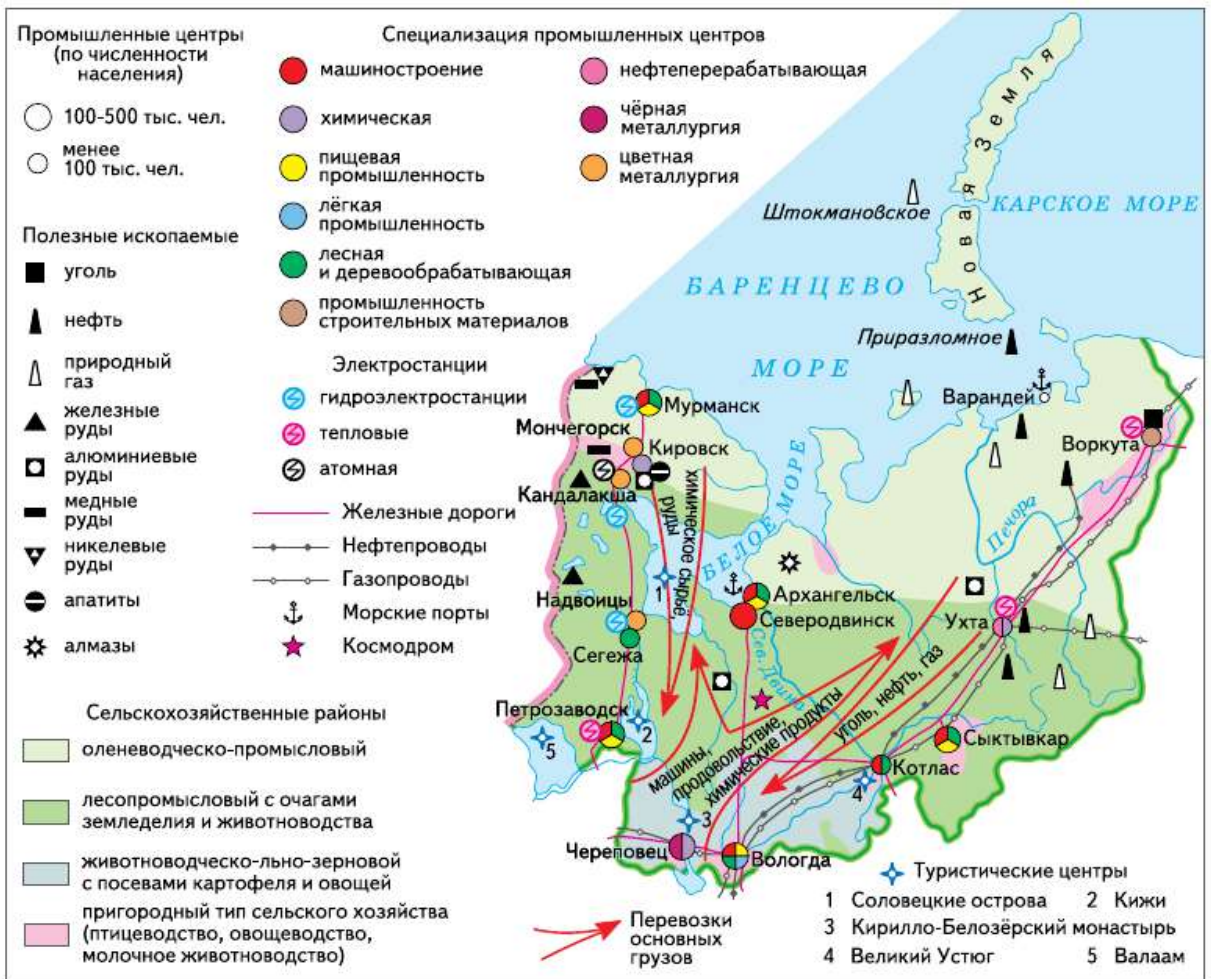 Промышленные центры
(по численности
населения)
100–500 тыс. чел.
менее
100 тыс. чел.
Специализация промышленных центров
машиностроение
химическая
пищевая
промышленность
лёгкая
промышленность
лесная
и деревообрабатывающая
промышленность
строительных материалов
нефтеперерабатывающая
чёрная
металлургия
цветная
металлургия
Полезные ископаемые
уголь
нефть
природный
газ
железные
руды
алюминиевые
руды
медные
руды
никелевые
руды
апатиты
алмазы
Электростанции
гидроэлектростанции
тепловые
атомная
Железные дороги
Нефтепроводы
Газопроводы
Морские порты
Космодром
Сельскохозяйственные районы
оленеводческо-промысловый
лесопромысловый с очагами
земледелия и животноводства
животноводческо-льно-зерновой
с посевами картофеля и овощей
пригородный тип сельского хозяйства
(птицеводство, овощеводство,
молочное животноводство)
Перевозки
основных
грузов
Туристические центры
1 Соловецкие острова
2 Кижи
3 Кирилло-Белозёрский монастырь
4 Великий Устюг
5 Валаам
Новая Земля
Штокмановское
КАРСКОЕ МОРЕ
БАРЕНЦЕВО
МОРЕ
Приразломное
Варандей
Воркута
Мурманск
Мончегорск
Кировск
Кандалакша
БЕЛОЕ МОРЕ
Печора
химическое сырьё,
руды
1
Надвоицы
Сегежа
Архангельск
Северодвинск
Ухта
Сев. Двина
Петрозаводск
2
5
машины,
продовольствие,
химические продукты
уголь, нефть, газ
Сыктывкар
Котлас
4
3
Череповец
Вологда